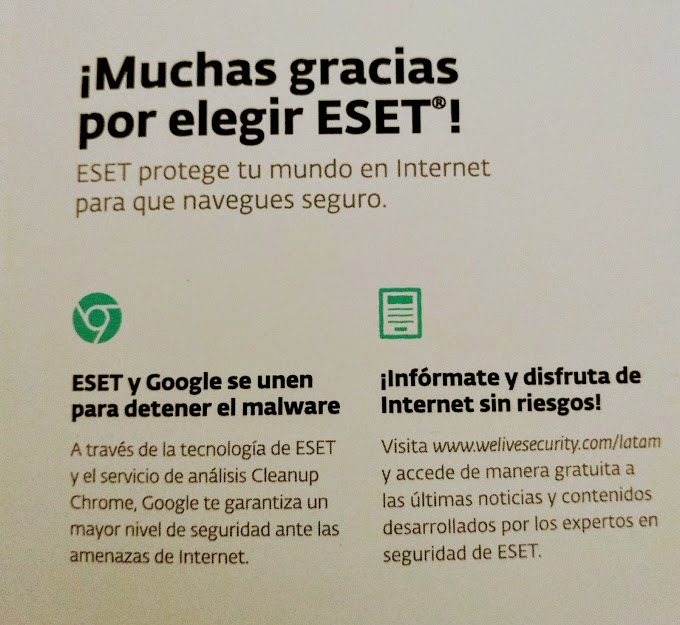 ¡Muchas gracias
por elegir ESET®!
ESET protege tu mundo en Internet
para que navegues seguro.
ESET y Google se unen
para detener el malware
A través de la tecnología de ESET
y el servicio de análisis Cleanup
Chrome, Google te garantiza un
mayor nivel de seguridad ante las
amenazas de Internet.
¡Infórmate y disfruta de
Internet sin riesgos!
Visita www.welivesecurity.com/latam
y accede de manera gratuita a
las últimas noticias y contenidos
desarrollados por los expertos en
seguridad de ESET.